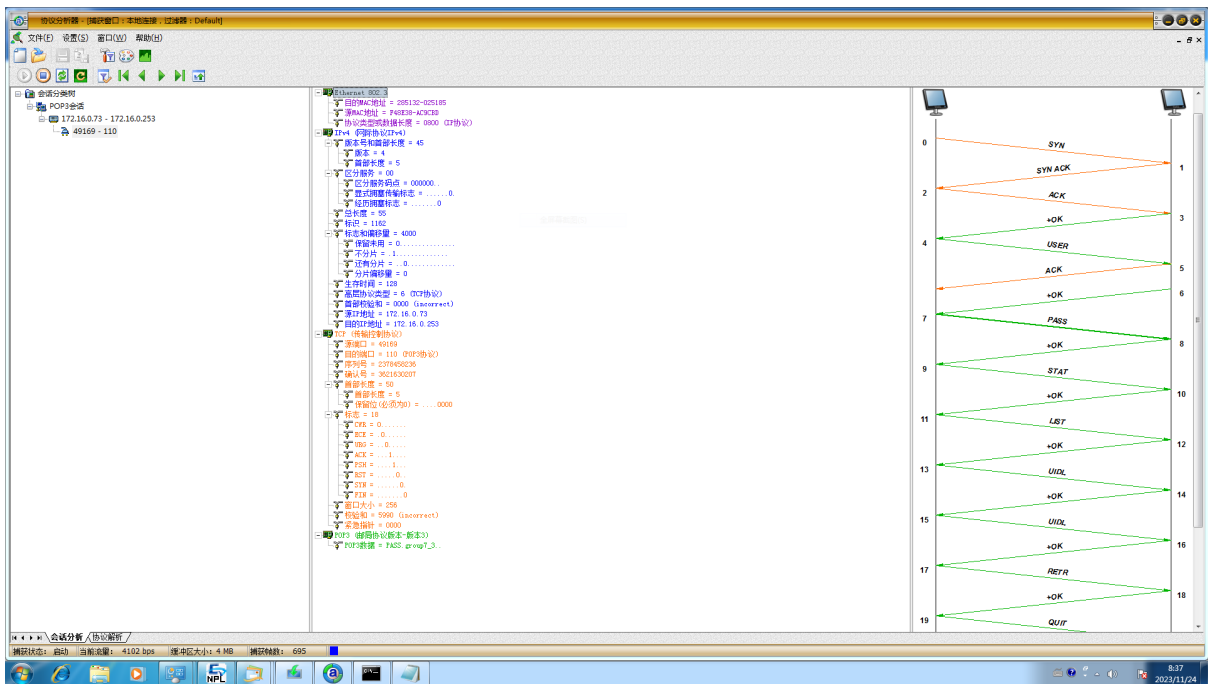 协议分析器 - [捕获窗口：本地连接，过滤器：Default]
文件(F) 设置(S) 窗口(W) 帮助(H)
会话分类树
POP3会话
172.16.0.73 - 172.16.0.253
49169 - 110
Ethernet 802.3
目的MAC地址 = 285132-025185
源MAC地址 = F48E38-AC9CBD
协议类型或数据长度 = 0800 (IP协议)
IPv4 (网际协议IPv4)
版本号和首部长度 = 45
版本 = 4
首部长度 = 5
区分服务 = 00
区分服务码点 = 000000..
显式拥塞传输标志 = ......0.
经历拥塞标志 = .......0
总长度 = 55
标识 = 1162
标志和偏移量 = 4000
保留未用 = 0...............
不分片 = .1..............
还有分片 = ..0.............
分片偏移量 = 0
生存时间 = 128
高层协议类型 = 6 (TCP协议)
首部校验和 = 0000 (incorrect)
源IP地址 = 172.16.0.73
目的IP地址 = 172.16.0.253
TCP (传输控制协议)
源端口 = 49169
目的端口 = 110 (POP3协议)
序列号 = 2378458236
确认号 = 3621630207
首部长度 = 50
首部长度 = 5
保留位(必须为0) = ....0000
标志 = 18
CWR = 0.......
ECE = .0......
URG = ..0.....
ACK = ...1....
PSH = ....1...
RST = .....0..
SYN = ......0.
FIN = .......0
窗口大小 = 256
校验和 = 5990 (incorrect)
紧急指针 = 0000
POP3 (邮局协议版本-版本3)
POP3数据 = PASS group7_3..
0 SYN
SYN ACK 1
2 ACK
+OK 3
4 USER
ACK 5
+OK 6
7 PASS
+OK 8
9 STAT
+OK 10
11 LIST
+OK 12
13 UIDL
+OK 14
15 UIDL
+OK 16
17 RETR
+OK 18
19 QUIT
会话分析 协议解析
捕获状态: 启动 当前流量: 4102 bps 缓冲区大小: 4 MB 捕获帧数: 695
NPL
8:37
2023/11/24